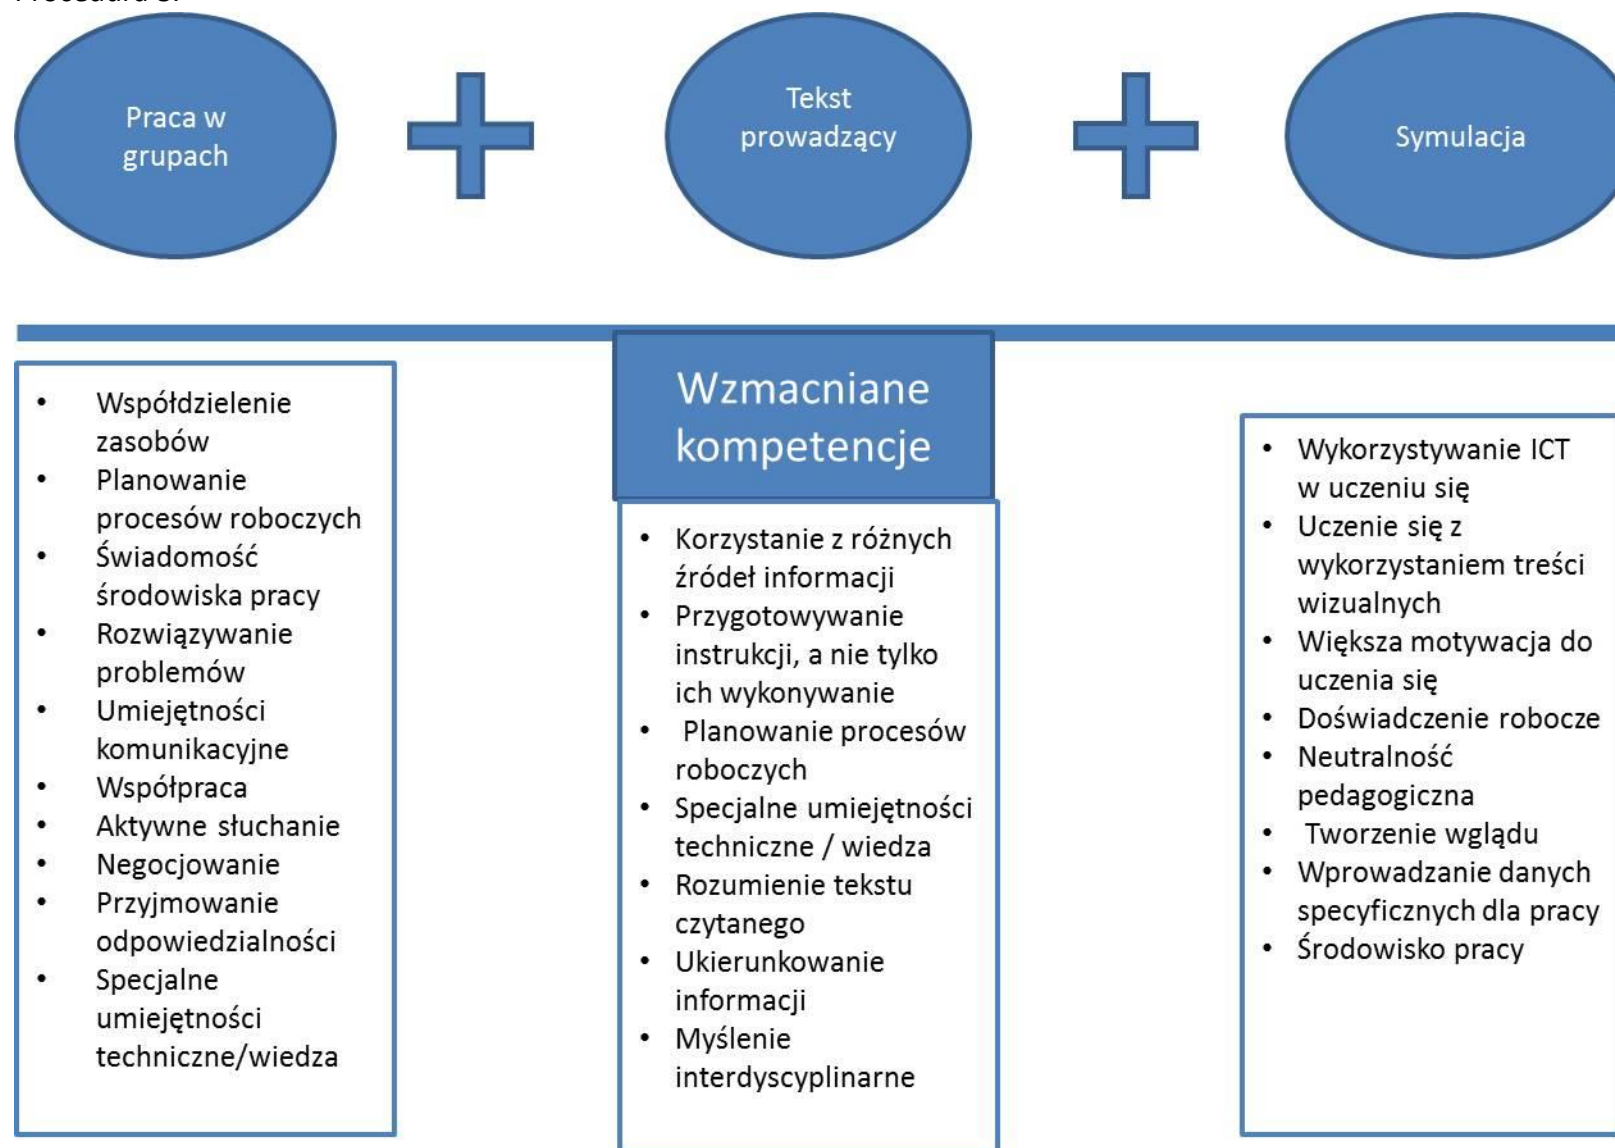 Praca w
grupach
Tekst
prowadzący
Symulacja
Wzmacniane
kompetencje
• Współdzielenie
zasobów
• Planowanie
procesów roboczych
• Świadomość
środowiska pracy
• Rozwiązywanie
problemów
• Umiejętności
komunikacyjne
• Współpraca
• Aktywne słuchanie
• Negocjowanie
• Przyjmowanie
odpowiedzialności
• Specjalne
umiejętności
techniczne/wiedza
• Korzystanie z różnych
źródeł informacji
• Przygotowywanie
instrukcji, a nie tylko
ich wykonywanie
• Planowanie procesów
roboczych
• Specjalne umiejętności
techniczne / wiedza
• Rozumienie tekstu
czytanego
• Ukierunkowanie
informacji
• Myślenie
interdyscyplinarne
• Wykorzystywanie ICT
w uczeniu się
• Uczenie się z
wykorzystaniem treści
wizualnych
• Większa motywacja do
uczenia się
• Doświadczenie robocze
• Neutralność
pedagogiczna
• Tworzenie wglądu
• Wprowadzanie danych
specyficznych dla pracy
• Środowisko pracy